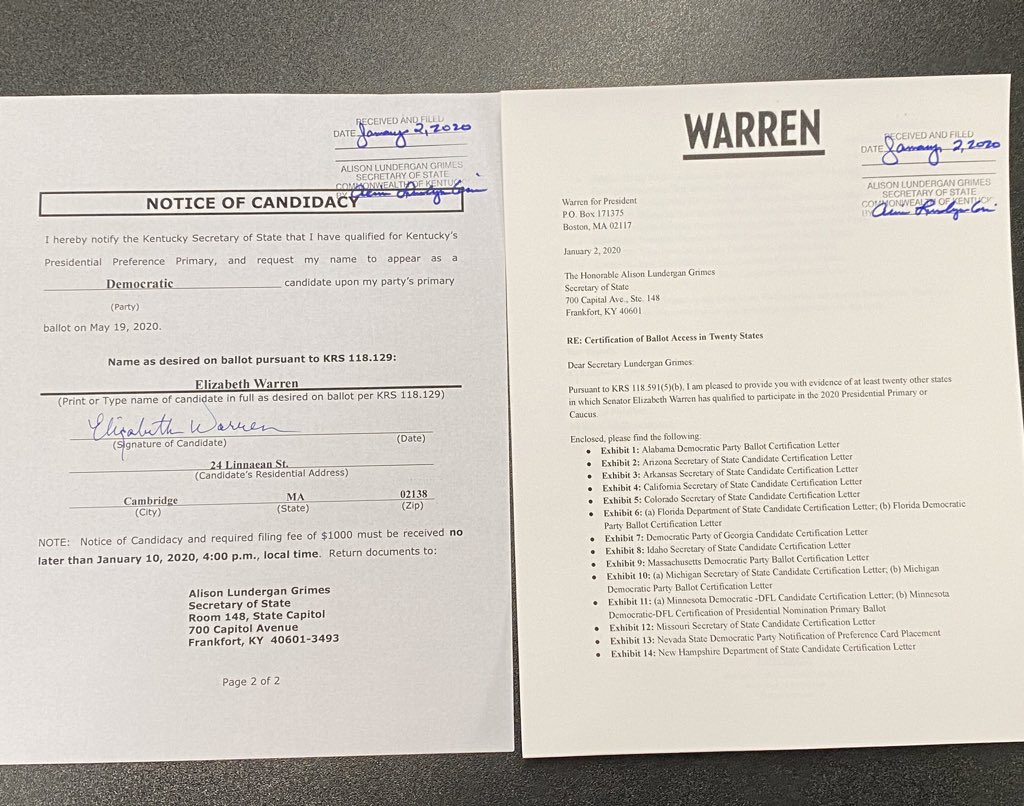 RECEIVED AND FILED
DATE January 2, 2020
ALISON LUNDERGAN GRIMES
SECRETARY OF STATE
COMMONWEALTH OF KENTUCKY
BY
NOTICE OF CANDIDACY
I hereby notify the Kentucky Secretary of State that I have qualified for Kentucky's
Presidential Preference Primary, and request my name to appear as a
Democratic candidate upon my party's primary
(Party)
ballot on May 19, 2020.
Name as desired on ballot pursuant to KRS 118.129:
Elizabeth Warren
(Print or Type name of candidate in full as desired on ballot per KRS 118.129)
Elizabeth Warren
(Signature of Candidate) (Date)
24 Linnaean St.
(Candidate's Residential Address)
Cambridge MA 02138
(City) (State) (Zip)
NOTE: Notice of Candidacy and required filing fee of $1000 must be received no
later than January 10, 2020, 4:00 p.m., local time. Return documents to:
Alison Lundergan Grimes
Secretary of State
Room 148, State Capitol
700 Capitol Avenue
Frankfort, KY 40601-3493
Page 2 of 2
WARREN
RECEIVED AND FILED
DATE January 2, 2020
ALISON LUNDERGAN GRIMES
SECRETARY OF STATE
COMMONWEALTH OF KENTUCKY
BY
Warren for President
P.O. Box 171375
Boston, MA 02117
January 2, 2020
The Honorable Alison Lundergan Grimes
Secretary of State
700 Capital Ave., Ste. 148
Frankfort, KY 40601
RE: Certification of Ballot Access in Twenty States
Dear Secretary Lundergan Grimes:
Pursuant to KRS 118.591(5)(b), I am pleased to provide you with evidence of at least twenty other states
in which Senator Elizabeth Warren has qualified to participate in the 2020 Presidential Primary or
Caucus.
Enclosed, please find the following:
• Exhibit 1: Alabama Democratic Party Ballot Certification Letter
• Exhibit 2: Arizona Secretary of State Candidate Certification Letter
• Exhibit 3: Arkansas Secretary of State Candidate Certification Letter
• Exhibit 4: California Secretary of State Candidate Certification Letter
• Exhibit 5: Colorado Secretary of State Candidate Certification Letter
• Exhibit 6: (a) Florida Department of State Candidate Certification Letter; (b) Florida Democratic
Party Ballot Certification Letter
• Exhibit 7: Democratic Party of Georgia Candidate Certification Letter
• Exhibit 8: Idaho Secretary of State Candidate Certification Letter
• Exhibit 9: Massachusetts Democratic Party Ballot Certification Letter
• Exhibit 10: (a) Michigan Secretary of State Candidate Certification Letter; (b) Michigan
Democratic Party Ballot Certification Letter
• Exhibit 11: (a) Minnesota Democratic -DFL Candidate Certification Letter; (b) Minnesota
Democratic-DFL Certification of Presidential Nomination Primary Ballot
• Exhibit 12: Missouri Secretary of State Candidate Certification Letter
• Exhibit 13: Nevada State Democratic Party Notification of Preference Card Placement
• Exhibit 14: New Hampshire Department of State Candidate Certification Letter